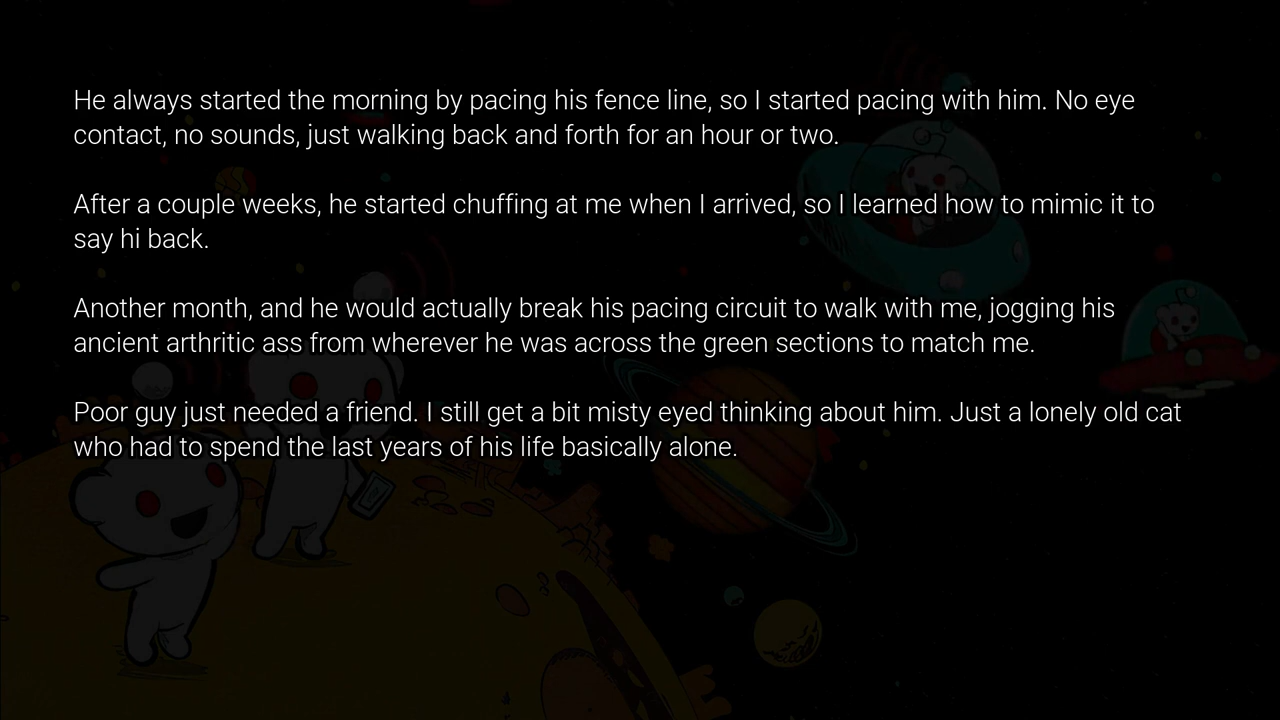 He always started the morning by pacing his fence line, so I started pacing with him. No eye
contact, no sounds, just walking back and forth for an hour or two.
After a couple weeks, he started chuffing at me when I arrived, so I learned how to mimic it to
say hi back.
Another month, and he would actually break his pacing circuit to walk with me, jogging his
ancient arthritic ass from wherever he was across the green sections to match me.
Poor guy just needed a friend. I still get a bit misty eyed thinking about him. Just a lonely old cat
who had to spend the last years of his life basically alone.